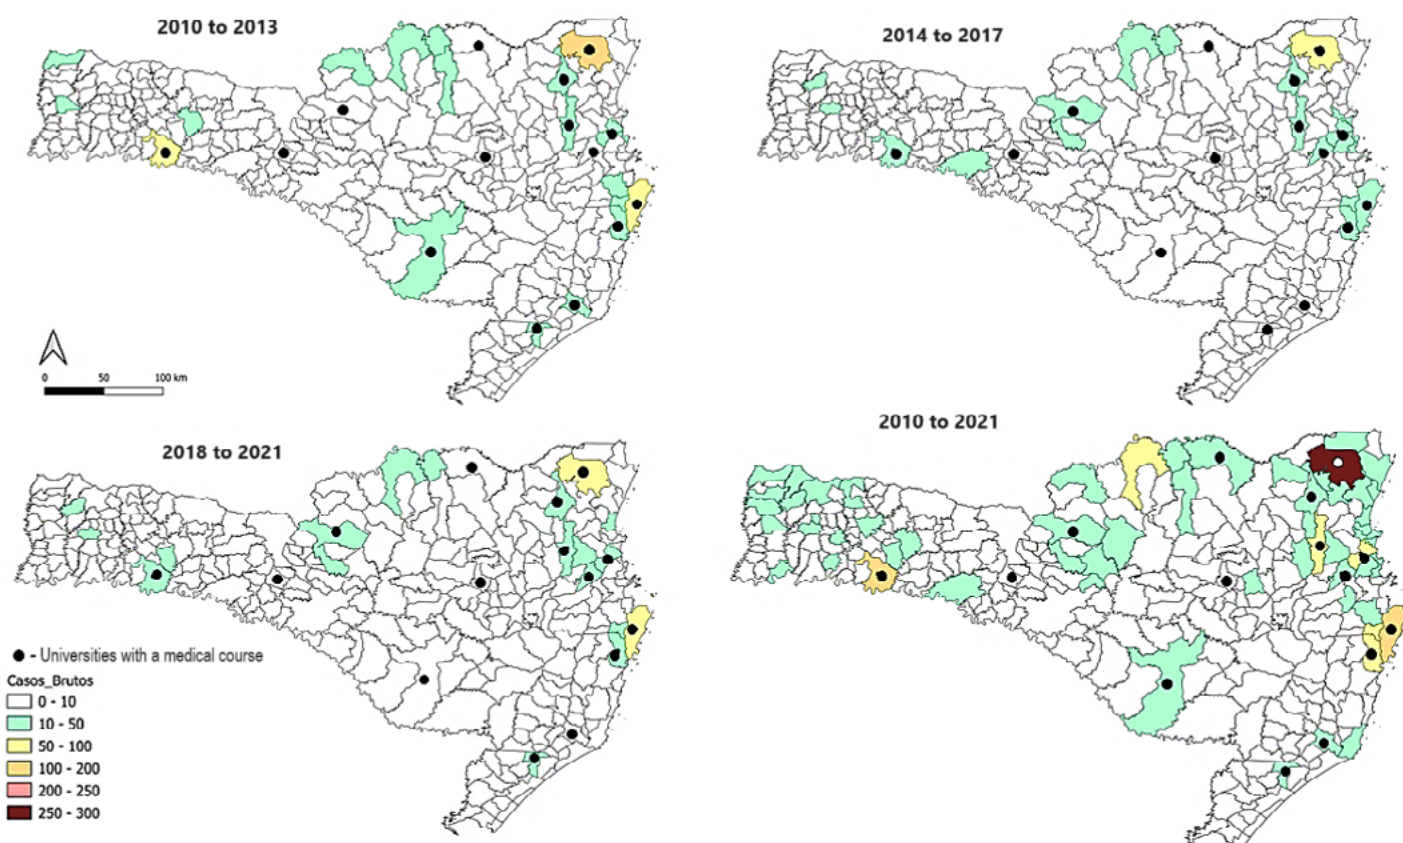 2010 to 2013
2014 to 2017
0 50 100 km
2010 to 2021
2018 to 2021
- Universities with a medical course
Casos_Brutos
0 - 10
10 - 50
50 - 100
100 - 200
200 - 250
250 - 300